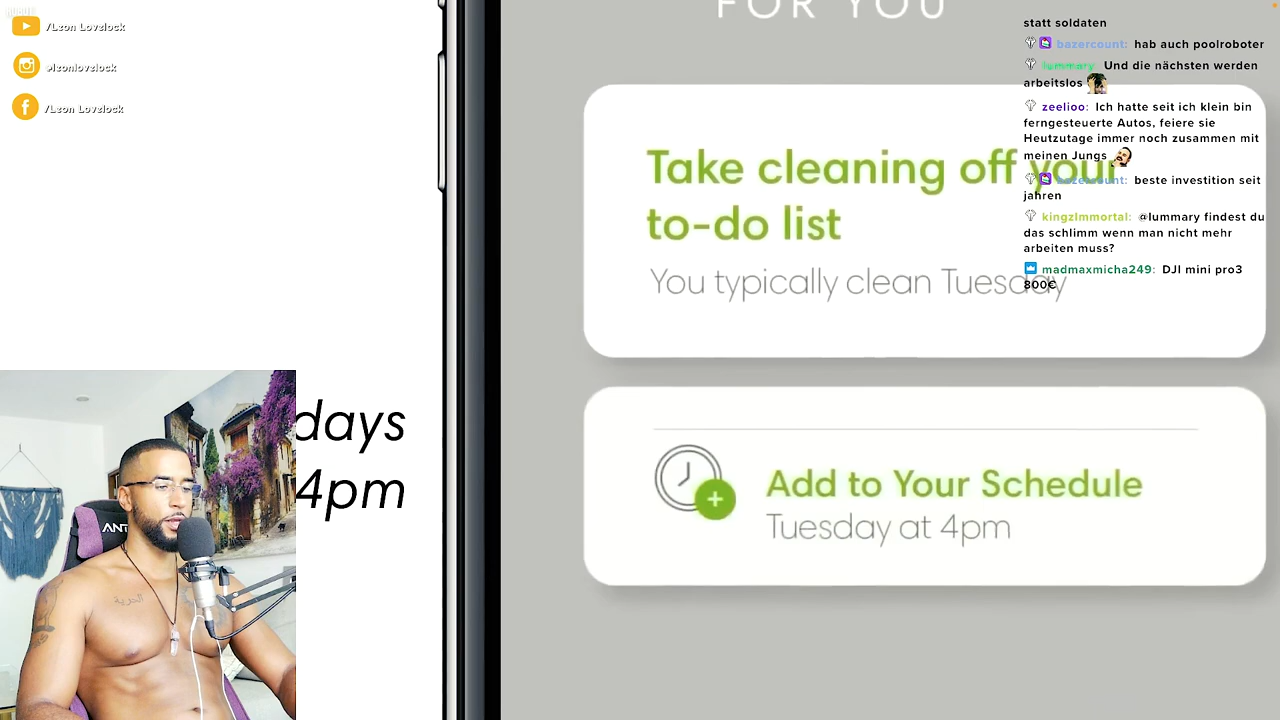 /Leon Lovelock
@leonlovelock
/Leon Lovelock
FOR YOU
Take cleaning off your
to-do list
You typically clean Tuesday
Add to Your Schedule
Tuesday at 4pm
days
4pm
ANT
الحرية
statt soldaten
bazercount: hab auch poolroboter
lummary: Und die nächsten werden
arbeitslos
zeelioo: Ich hatte seit ich klein bin
ferngesteuerte Autos, feiere sie
Heutzutage immer noch zusammen mit
meinen Jungs
bazercount: beste investition seit
jahren
kingzImmortal: @lummary findest du
das schlimm wenn man nicht mehr
arbeiten muss?
madmaxmicha249: DJI mini pro3
800€